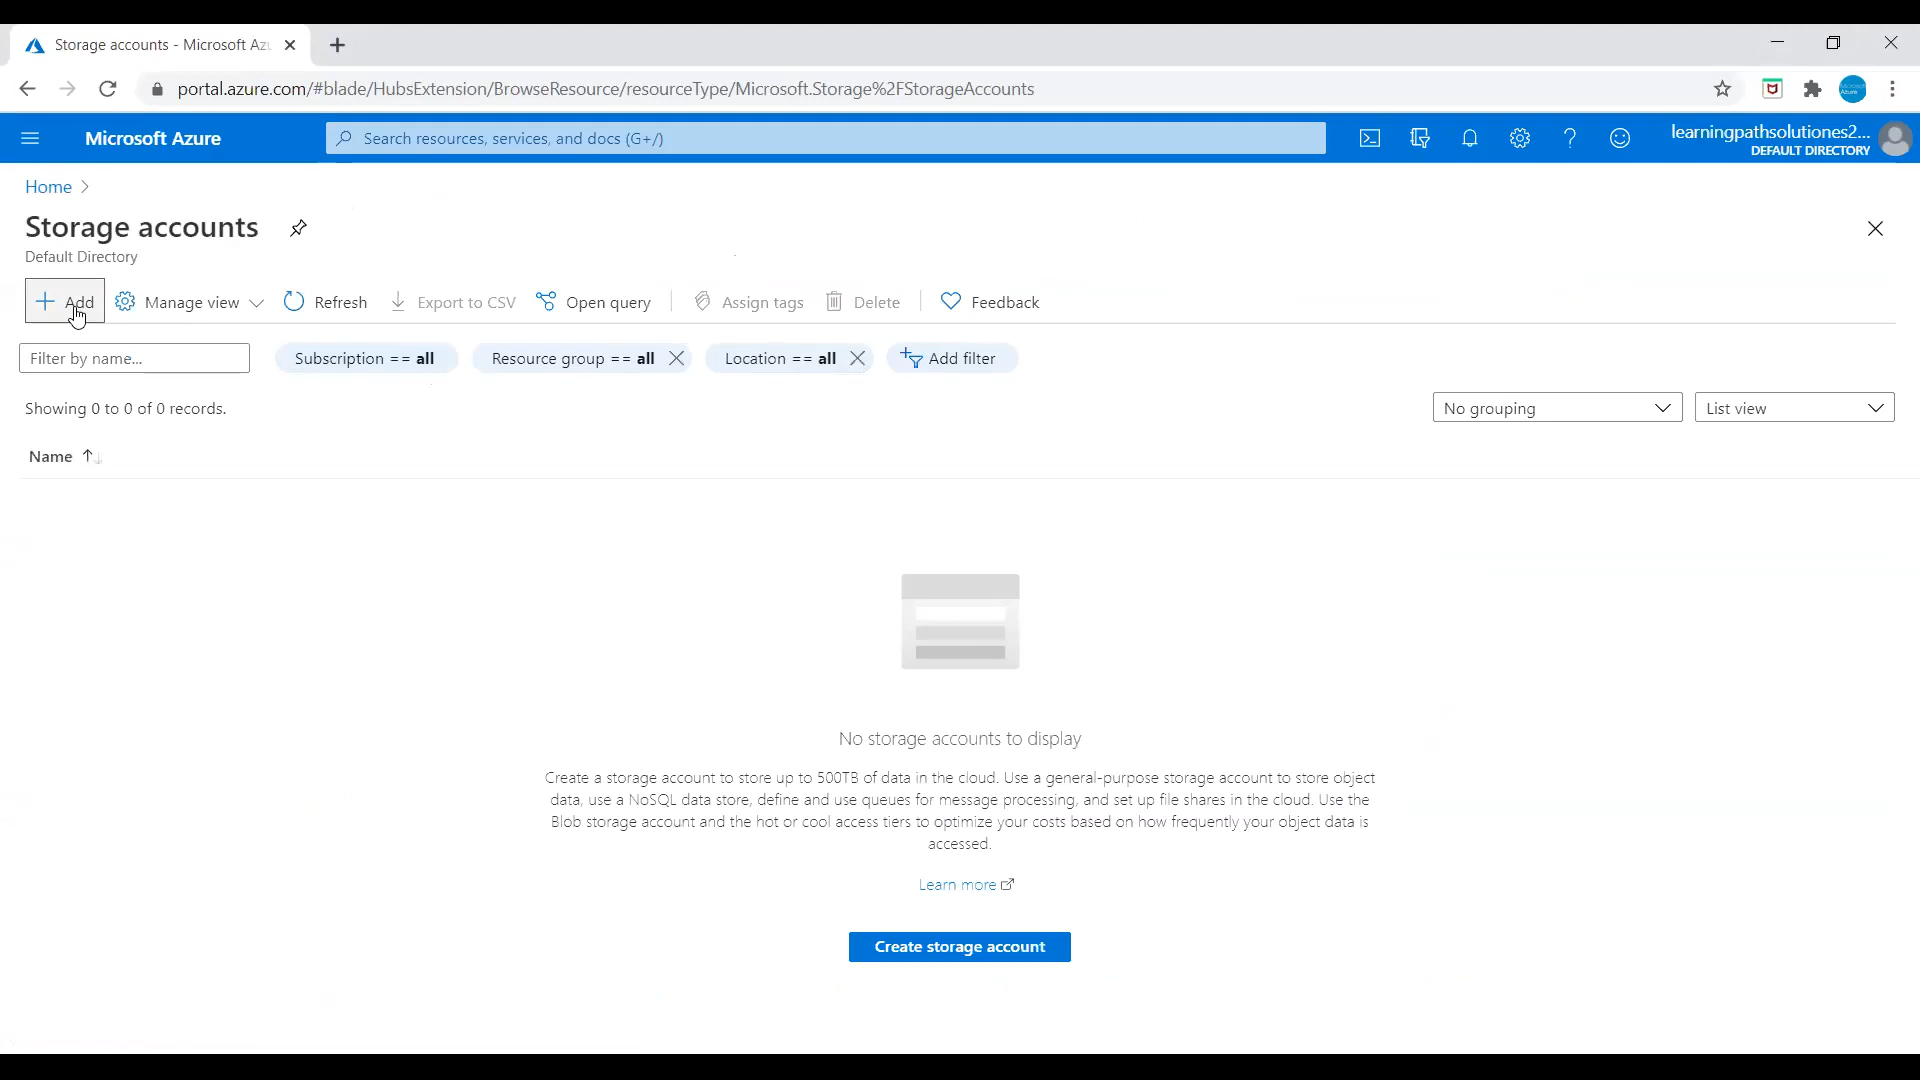 Storage accounts - Microsoft Azu
portal.azure.com/#blade/HubsExtension/BrowseResource/resourceType/Microsoft.Storage%2FStorageAccounts
Microsoft Azure
Search resources, services, and docs (G+/)
learningpathsolutiones2...
DEFAULT DIRECTORY
Home
Storage accounts
Default Directory
Add
Manage view
Refresh
Export to CSV
Open query
Assign tags
Delete
Feedback
Filter by name...
Subscription == all
Resource group == all
Location == all
Add filter
Showing 0 to 0 of 0 records.
No grouping
List view
Name
No storage accounts to display
Create a storage account to store up to 500TB of data in the cloud. Use a general-purpose storage account to store object
data, use a NoSQL data store, define and use queues for message processing, and set up file shares in the cloud. Use the
Blob storage account and the hot or cool access tiers to optimize your costs based on how frequently your object data is
accessed.
Learn more
Create storage account